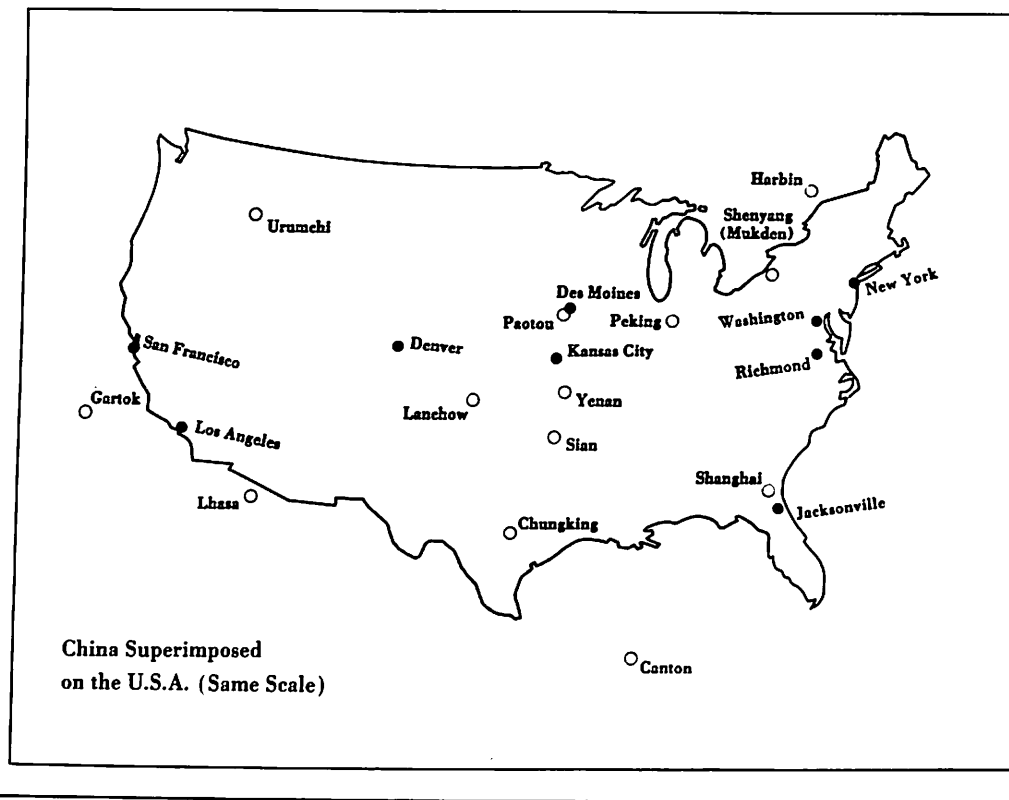 Harbin
Shenyang
(Mukden)
Urumchi
New York
Des Moines
Paotou
Peking
Washington
San Francisco
Denver
Kansas City
Richmond
Gartok
Lanchow
Yenan
Los Angeles
Sian
Shanghai
Lhasa
Jacksonville
Chungking
China Superimposed
on the U.S.A. (Same Scale)
Canton